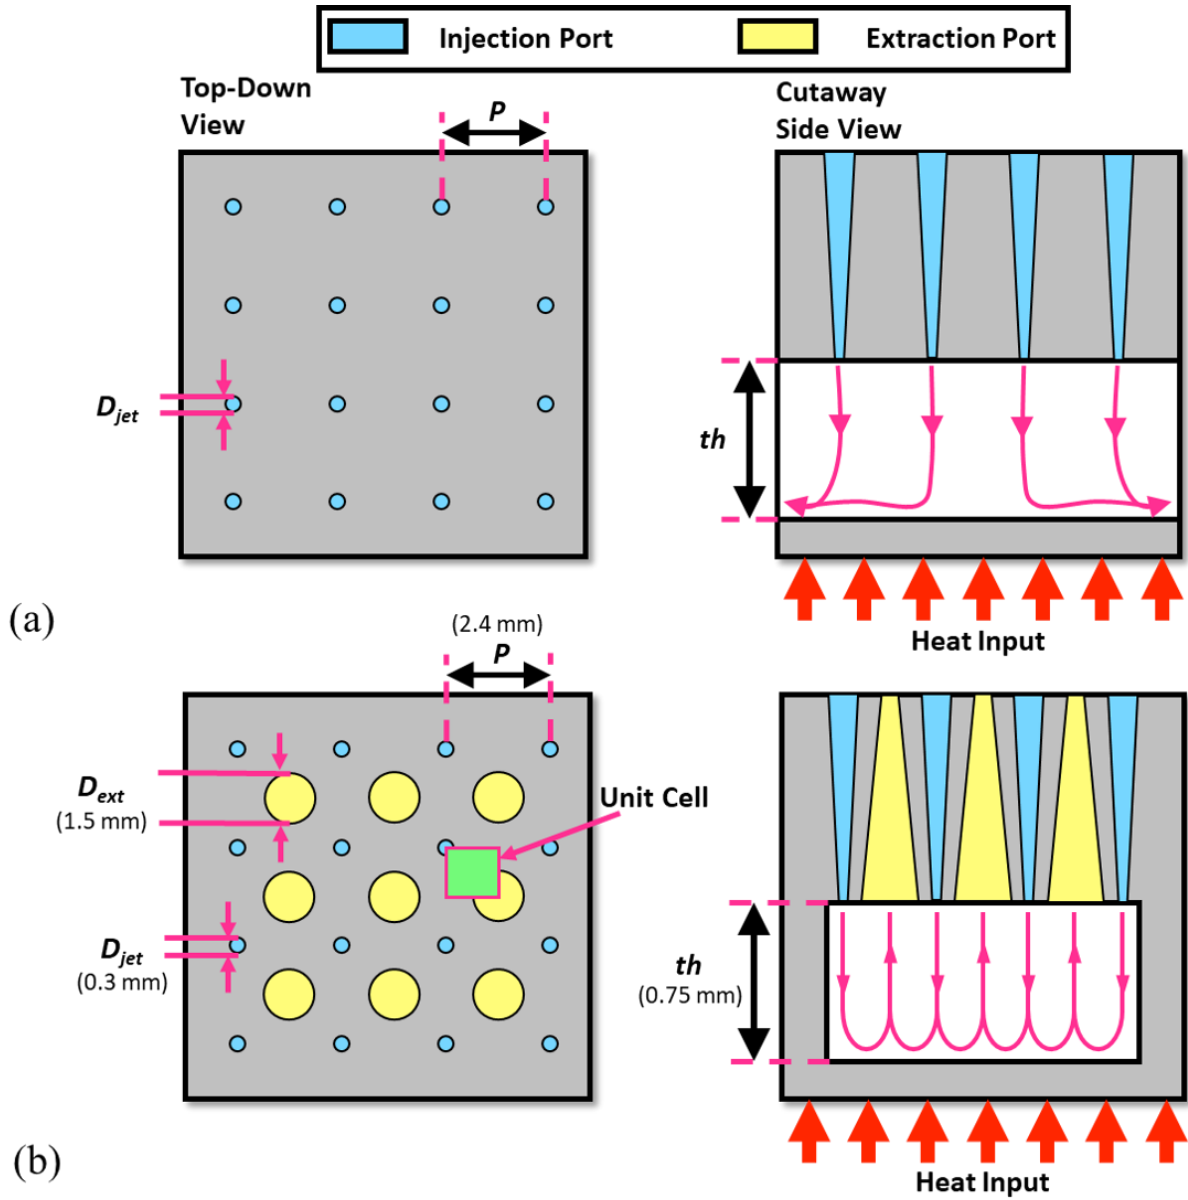 Injection Port
Extraction Port
Top-Down
View
P
Cutaway
Side View
D_jet
th
Heat Input
(a)
(2.4 mm)
P
D_ext
(1.5 mm)
Unit Cell
D_jet
(0.3 mm)
th
(0.75 mm)
Heat Input
(b)